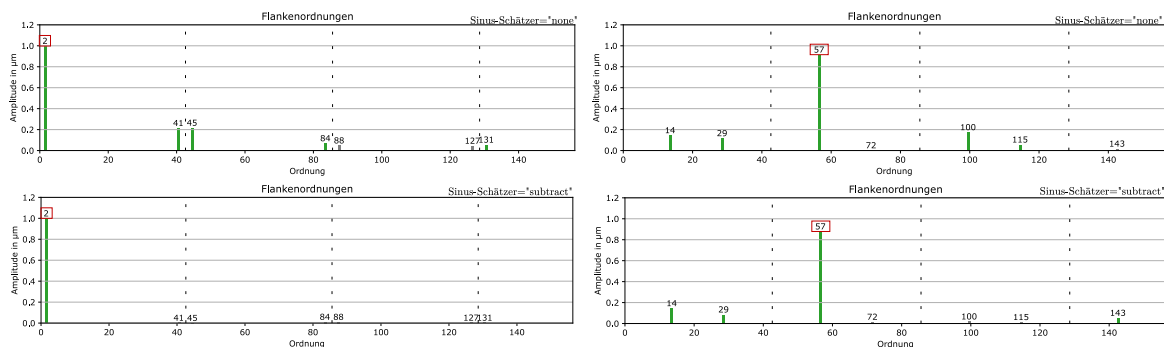 Flankenordnungen
Sinus-Schätzer="none"
Amplitude in µm
1.2
1.0
0.8
0.6
0.4
0.2
0.0
2
41 45
84 88
127 131
0 20 40 60 80 100 120 140
Ordnung
Flankenordnungen
Sinus-Schätzer="none"
Amplitude in µm
1.2
1.0
0.8
0.6
0.4
0.2
0.0
14 29 57 72 100 115 143
0 20 40 60 80 100 120 140
Ordnung
Flankenordnungen
Sinus-Schätzer="subtract"
Amplitude in µm
1.2
1.0
0.8
0.6
0.4
0.2
0.0
2
41 45
84 88
127 131
0 20 40 60 80 100 120 140
Ordnung
Flankenordnungen
Sinus-Schätzer="subtract"
Amplitude in µm
1.2
1.0
0.8
0.6
0.4
0.2
0.0
14 29 57 72 100 115 143
0 20 40 60 80 100 120 140
Ordnung